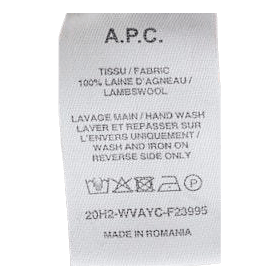 A.P.C.
TISSU / FABRIC
100% LAINE D'AGNEAU /
LAMBSWOOL
LAVAGE MAIN / HAND WASH
LAVER ET REPASSER SUR
L'ENVERS UNIQUEMENT /
WASH AND IRON ON
REVERSE SIDE ONLY
20H2-WVAYC-F23995
MADE IN ROMANIA